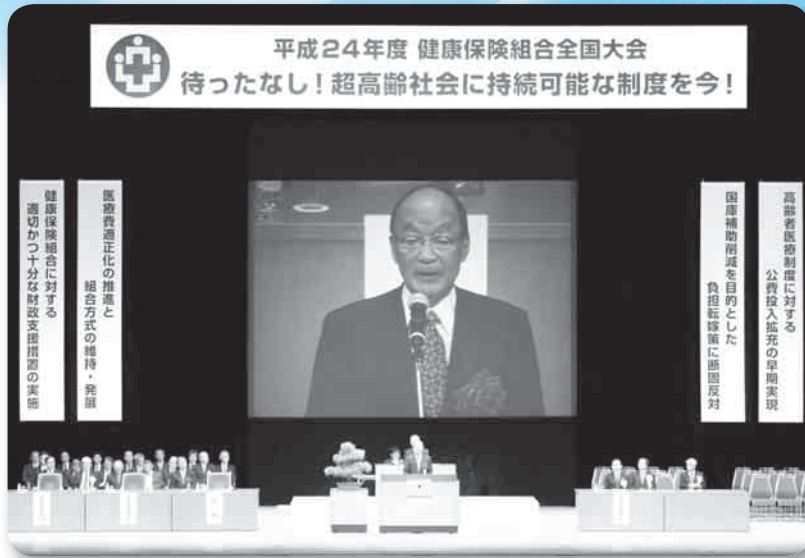 平成24年度 健康保険組合全国大会
待ったなし！超高齢社会に持続可能な制度を今！
高齢者医療制度に対する
公費投入拡充の早期実現
国庫補助削減を目的とした
負担転嫁策に断固反対
医療費適正化の推進と
組合方式の維持・発展
健康保険組合に対する
適切かつ十分な財政支援措置の実施